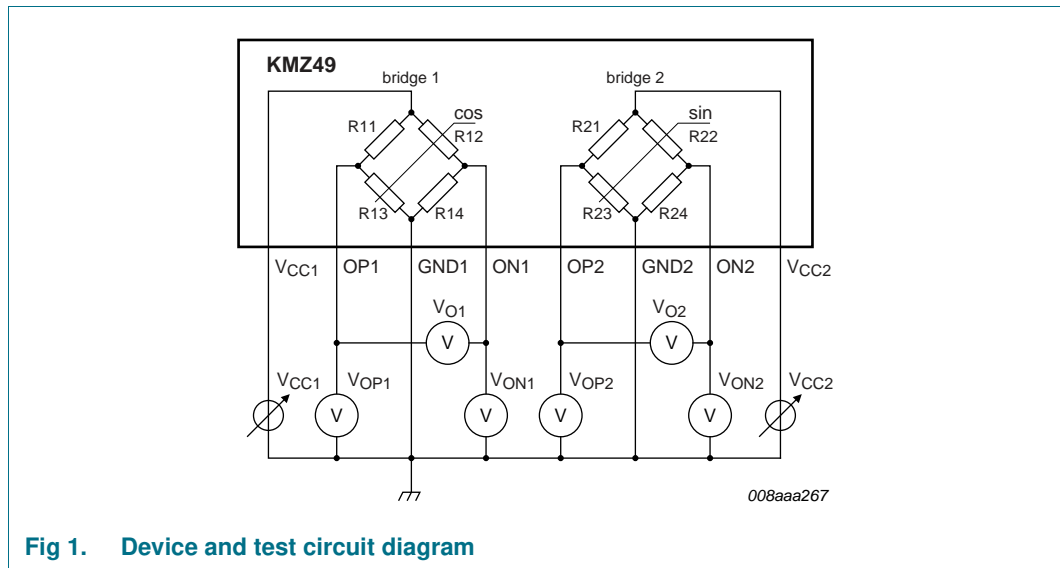 KMZ49
bridge 1 bridge 2
cos sin
R11 R12 R21 R22
R13 R14 R23 R24
VCC1 OP1 GND1 ON1 OP2 GND2 ON2 VCC2
VO1 VO2
V V
VCC1 VOP1 VON1 VOP2 VON2 VCC2
V V V V
008aaa267
Fig 1. Device and test circuit diagram